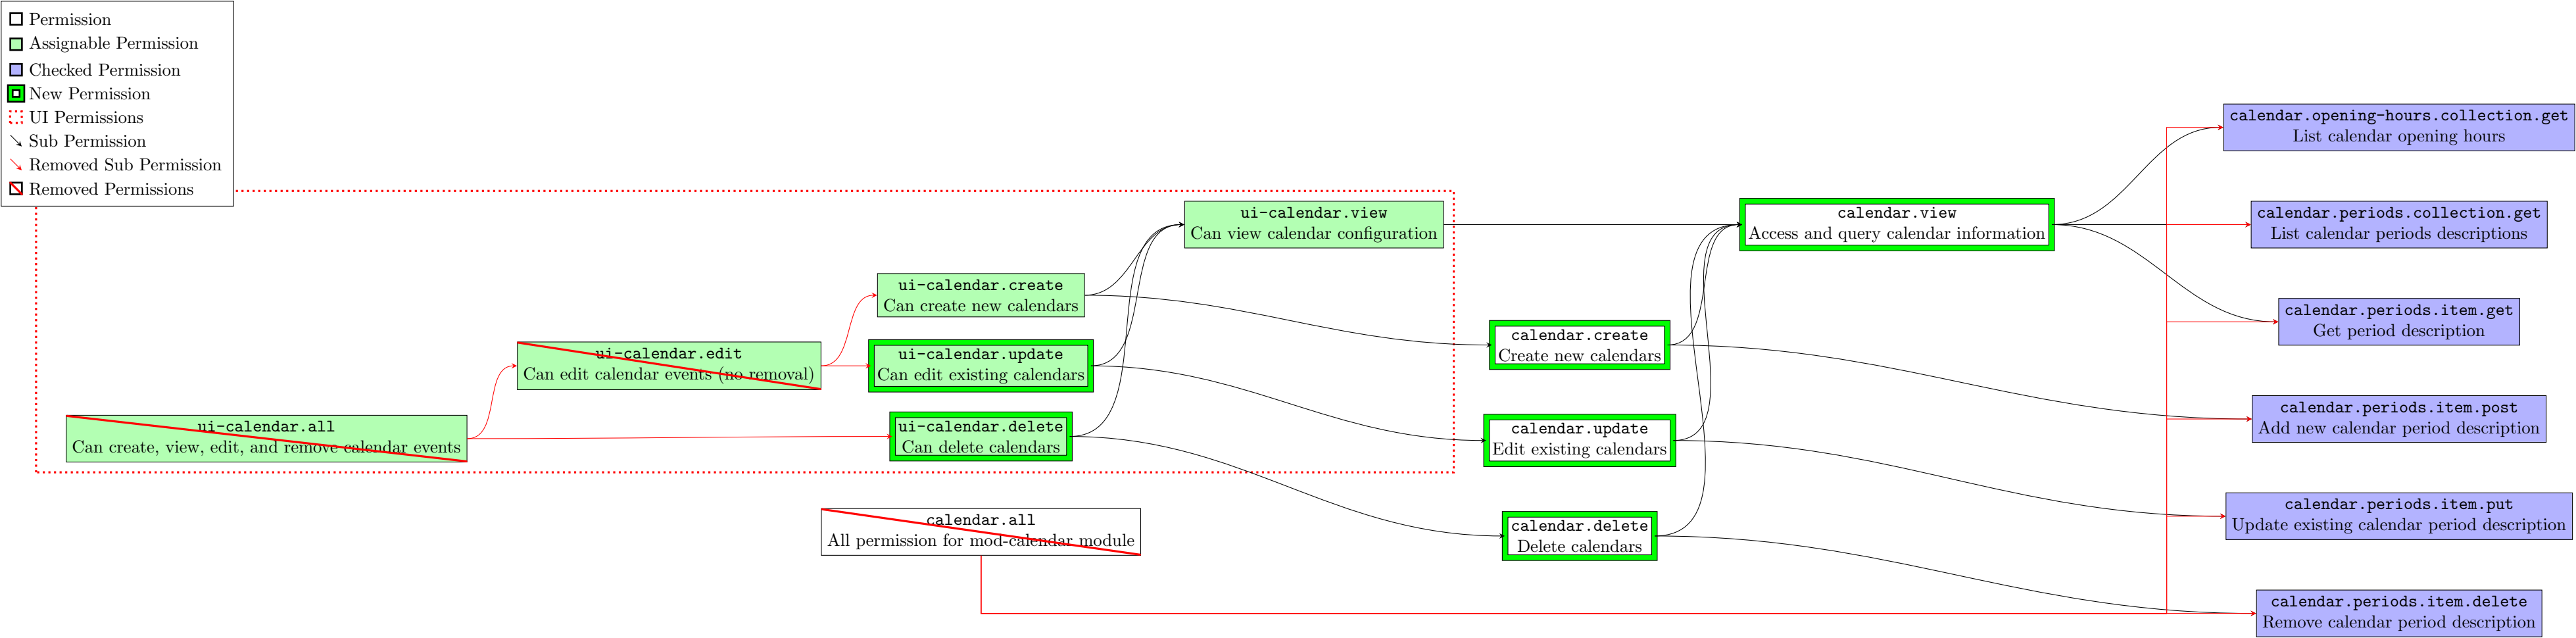 Permission
Assignable Permission
Checked Permission
New Permission
UI Permissions
Sub Permission
Removed Sub Permission
Removed Permissions
ui-calendar.all
Can create, view, edit, and remove calendar events
ui-calendar.edit
Can edit calendar events (no removal)
ui-calendar.create
Can create new calendars
ui-calendar.update
Can edit existing calendars
ui-calendar.delete
Can delete calendars
calendar.all
All permission for mod-calendar module
ui-calendar.view
Can view calendar configuration
calendar.create
Create new calendars
calendar.update
Edit existing calendars
calendar.delete
Delete calendars
calendar.view
Access and query calendar information
calendar.opening-hours.collection.get
List calendar opening hours
calendar.periods.collection.get
List calendar periods descriptions
calendar.periods.item.get
Get period description
calendar.periods.item.post
Add new calendar period description
calendar.periods.item.put
Update existing calendar period description
calendar.periods.item.delete
Remove calendar period description